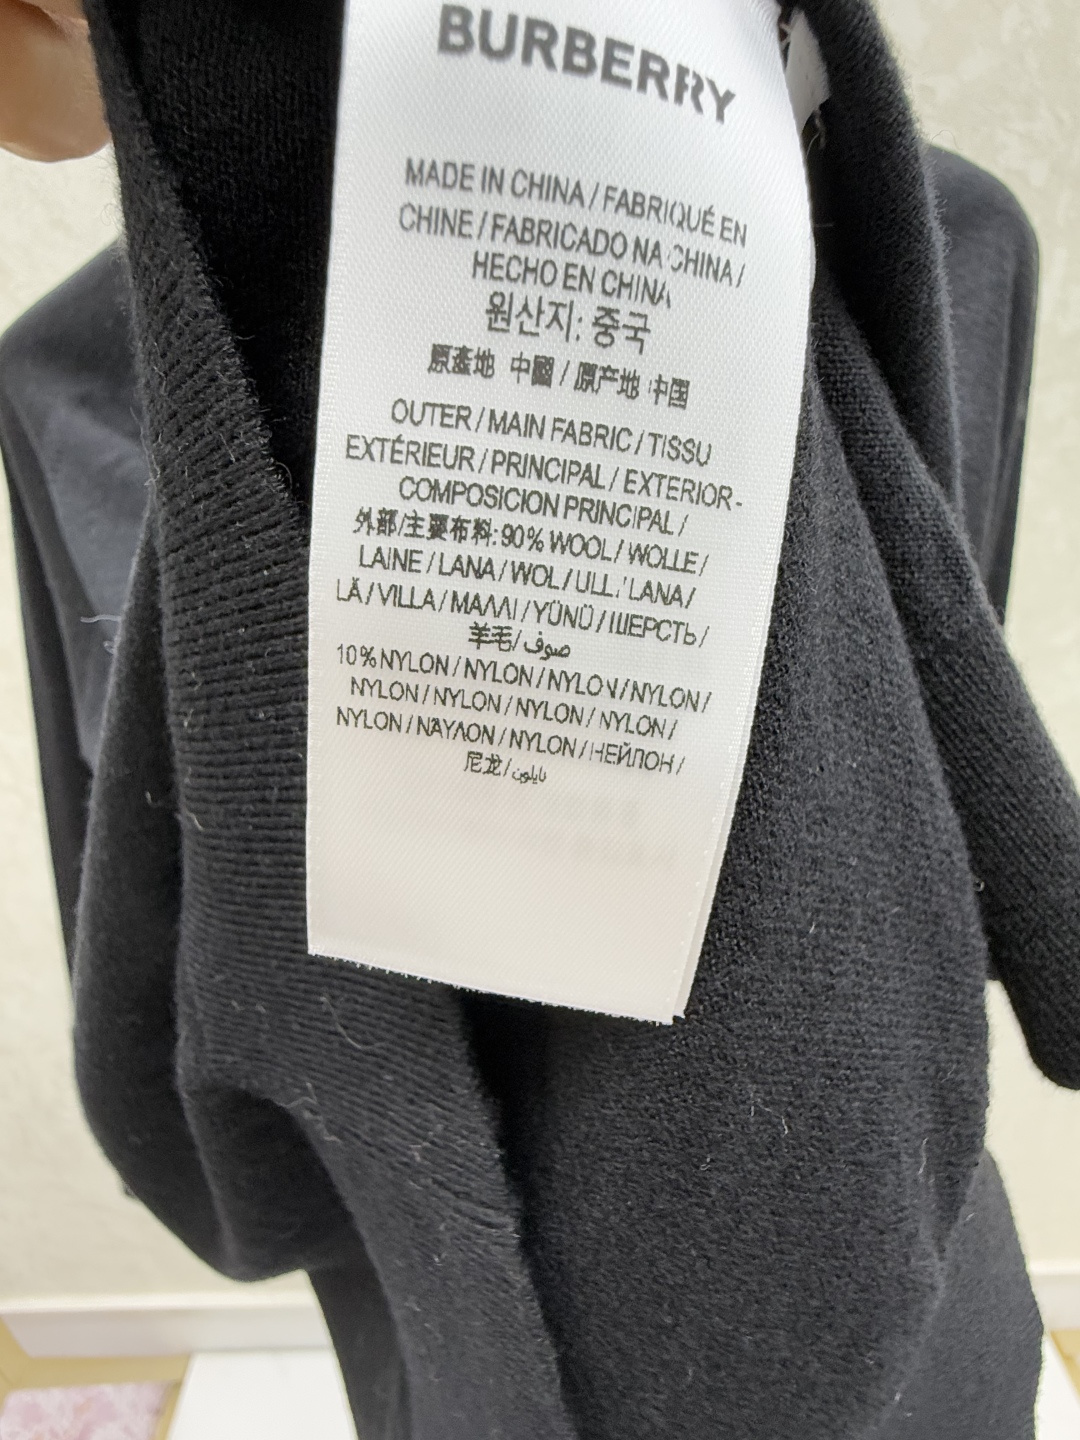 BURBERRY
MADE IN CHINA / FABRIQUÉ EN
CHINE / FABRICADO NA CHINA /
HECHO EN CHINA
원산지: 중국
原產地 中國 / 原产地 中国
OUTER / MAIN FABRIC / TISSU
EXTÉRIEUR / PRINCIPAL / EXTERIOR-
COMPOSICION PRINCIPAL /
外部/主要布料: 90% WOOL / WOLLE /
LAINE / LANA / WOL / ULL / LANA /
LÃ / VILLA / ΜΑΛΛΙ / YÜNÜ / ШЕРСТЬ /
羊毛/صوف /
10% NYLON / NYLON / NYLON / NYLON /
NYLON / NYLON / NYLON / NYLON /
NYLON / ΝΑΫΛΟΝ / NYLON / НЕЙЛОН /
尼龙 / نايلون